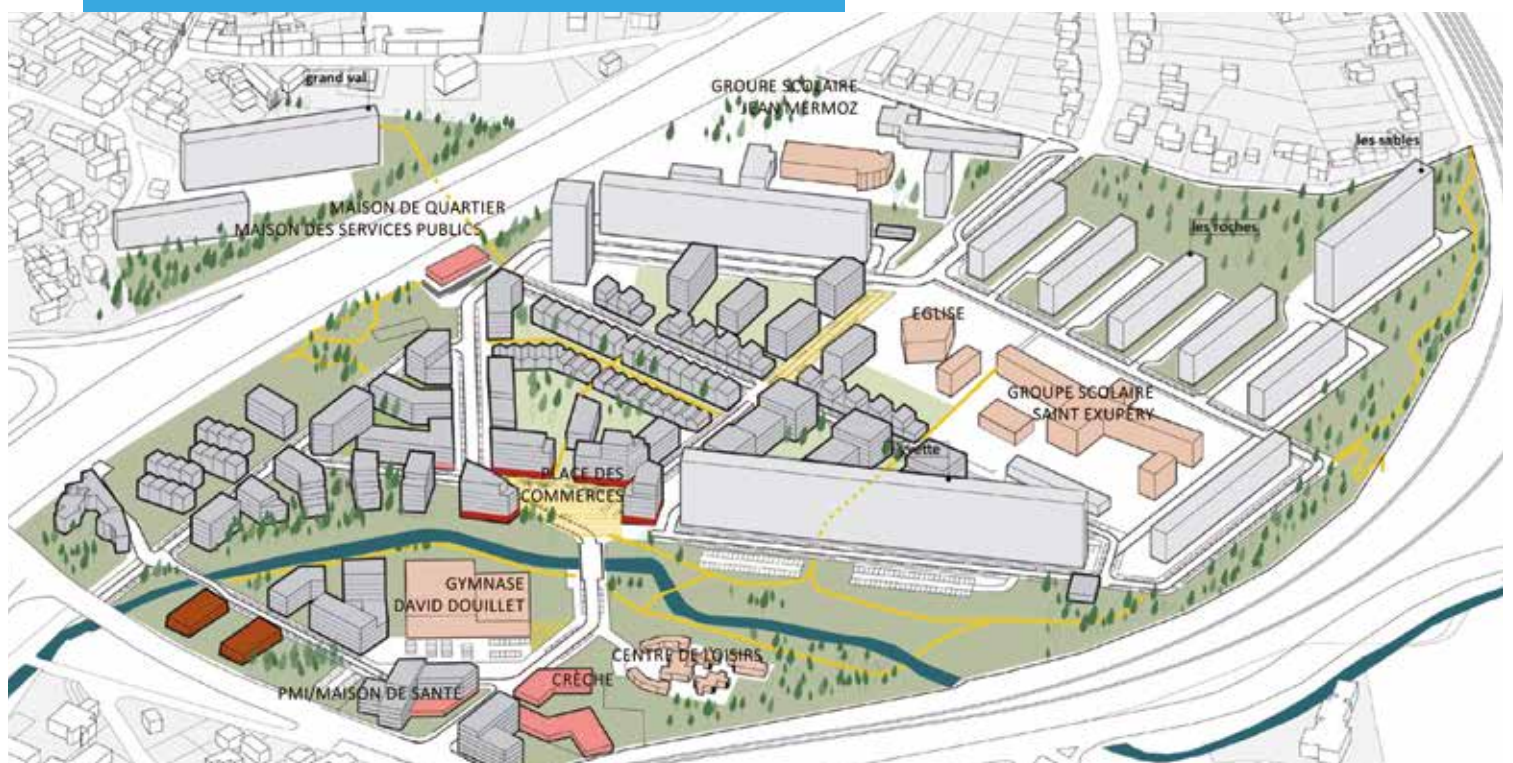 grand val
GROURE SCOLAIRE
JEAN MERMOZ
les sables
MAISON DE QUARTIER
MAISON DES SERVICES PUBLICS
les roches
EGLISE
GROUPE SCOLAIRE
SAINT EXUPÉRY
PLACE DES
COMMERCES
GYMNASE
DAVID DOUILLET
CENTRE DE LOISIRS
CRÈCHE
PMI/MAISON DE SANTÉ